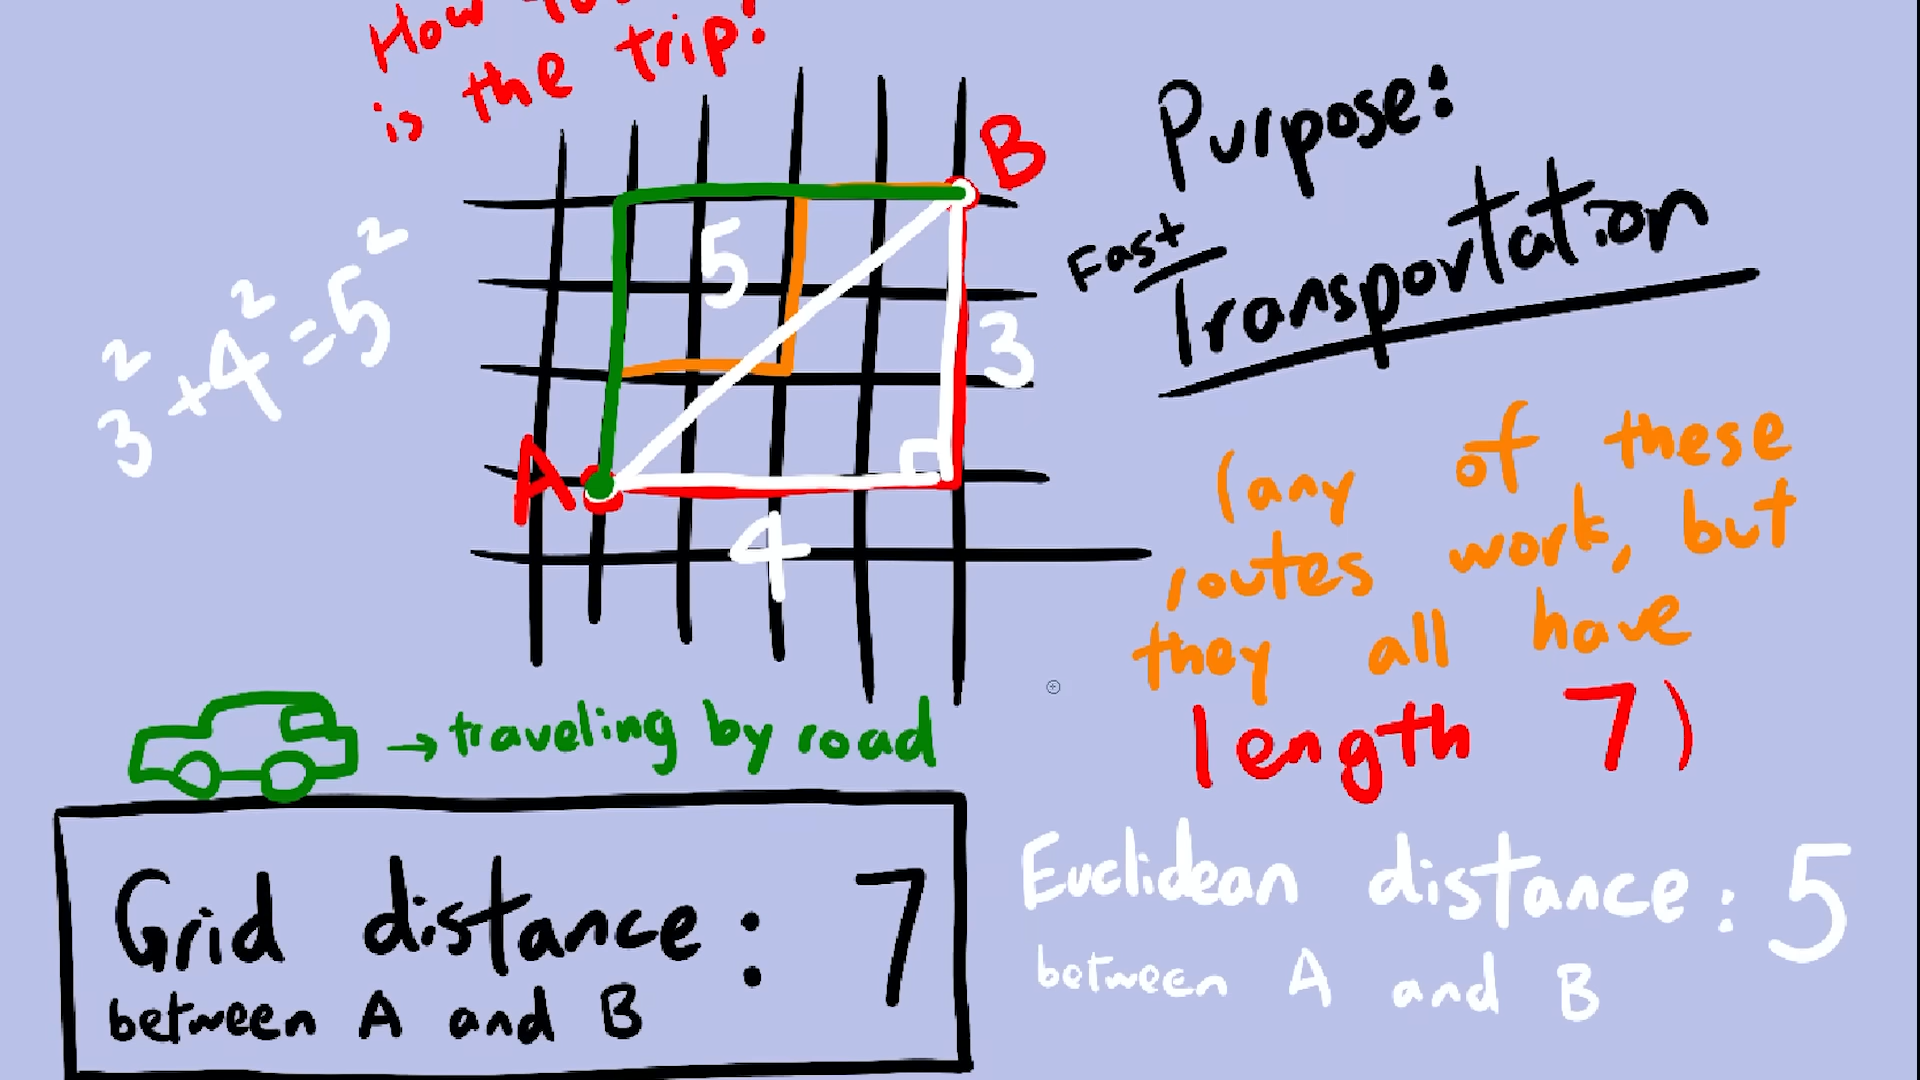 How
is the trip?
Purpose:
Fast
Transportation
B
A
5
3
4
3² + 4² = 5²
(any of these
routes work, but
they all have
length 7)
→ traveling by road
Grid distance : 7
between A and B
Euclidean distance : 5
between A and B